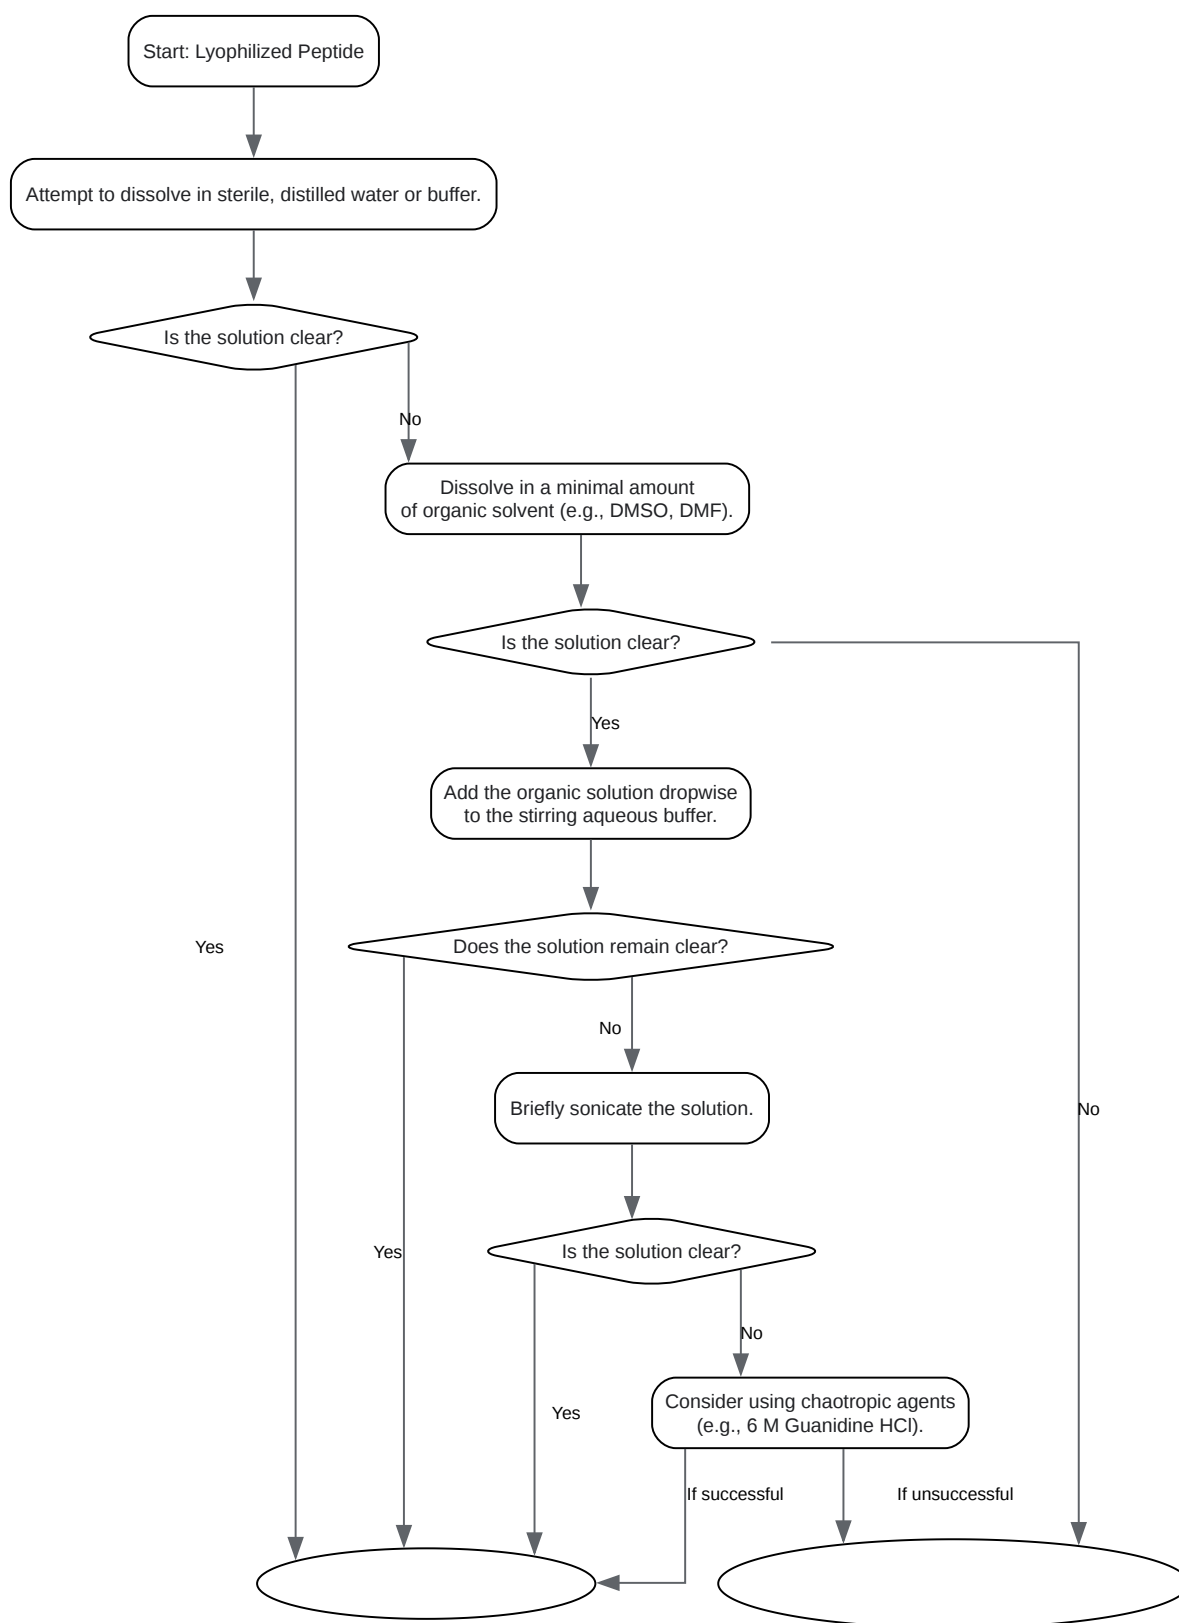 Start: Lyophilized Peptide
Attempt to dissolve in sterile, distilled water or buffer.
Is the solution clear?
No
Dissolve in a minimal amount
of organic solvent (e.g., DMSO, DMF).
Is the solution clear?
Yes
Add the organic solution dropwise
to the stirring aqueous buffer.
Yes
Does the solution remain clear?
No
Briefly sonicate the solution.
No
Yes
Is the solution clear?
No
Consider using chaotropic agents
(e.g., 6 M Guanidine HCl).
Yes
If successful
If unsuccessful